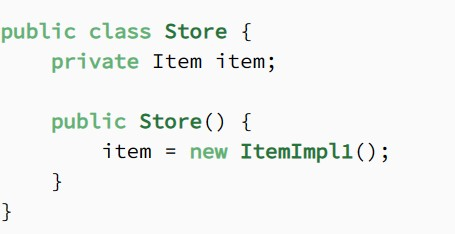 public class Store {
    private Item item;

    public Store() {
        item = new ItemImpl1();
    }
}